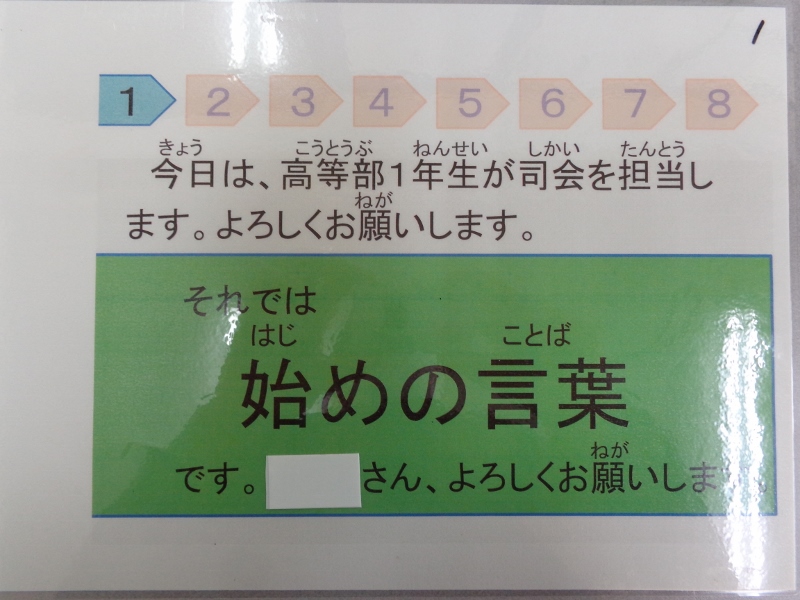 1
1 2 3 4 5 6 7 8
きょう こうとうぶ ねんせい しかい たんとう
今日は、高等部1年生が司会を担当し
ねが
ます。よろしくお願いします。
それでは
はじ ことば
始めの言葉
ねが
です。 さん、よろしくお願いします。